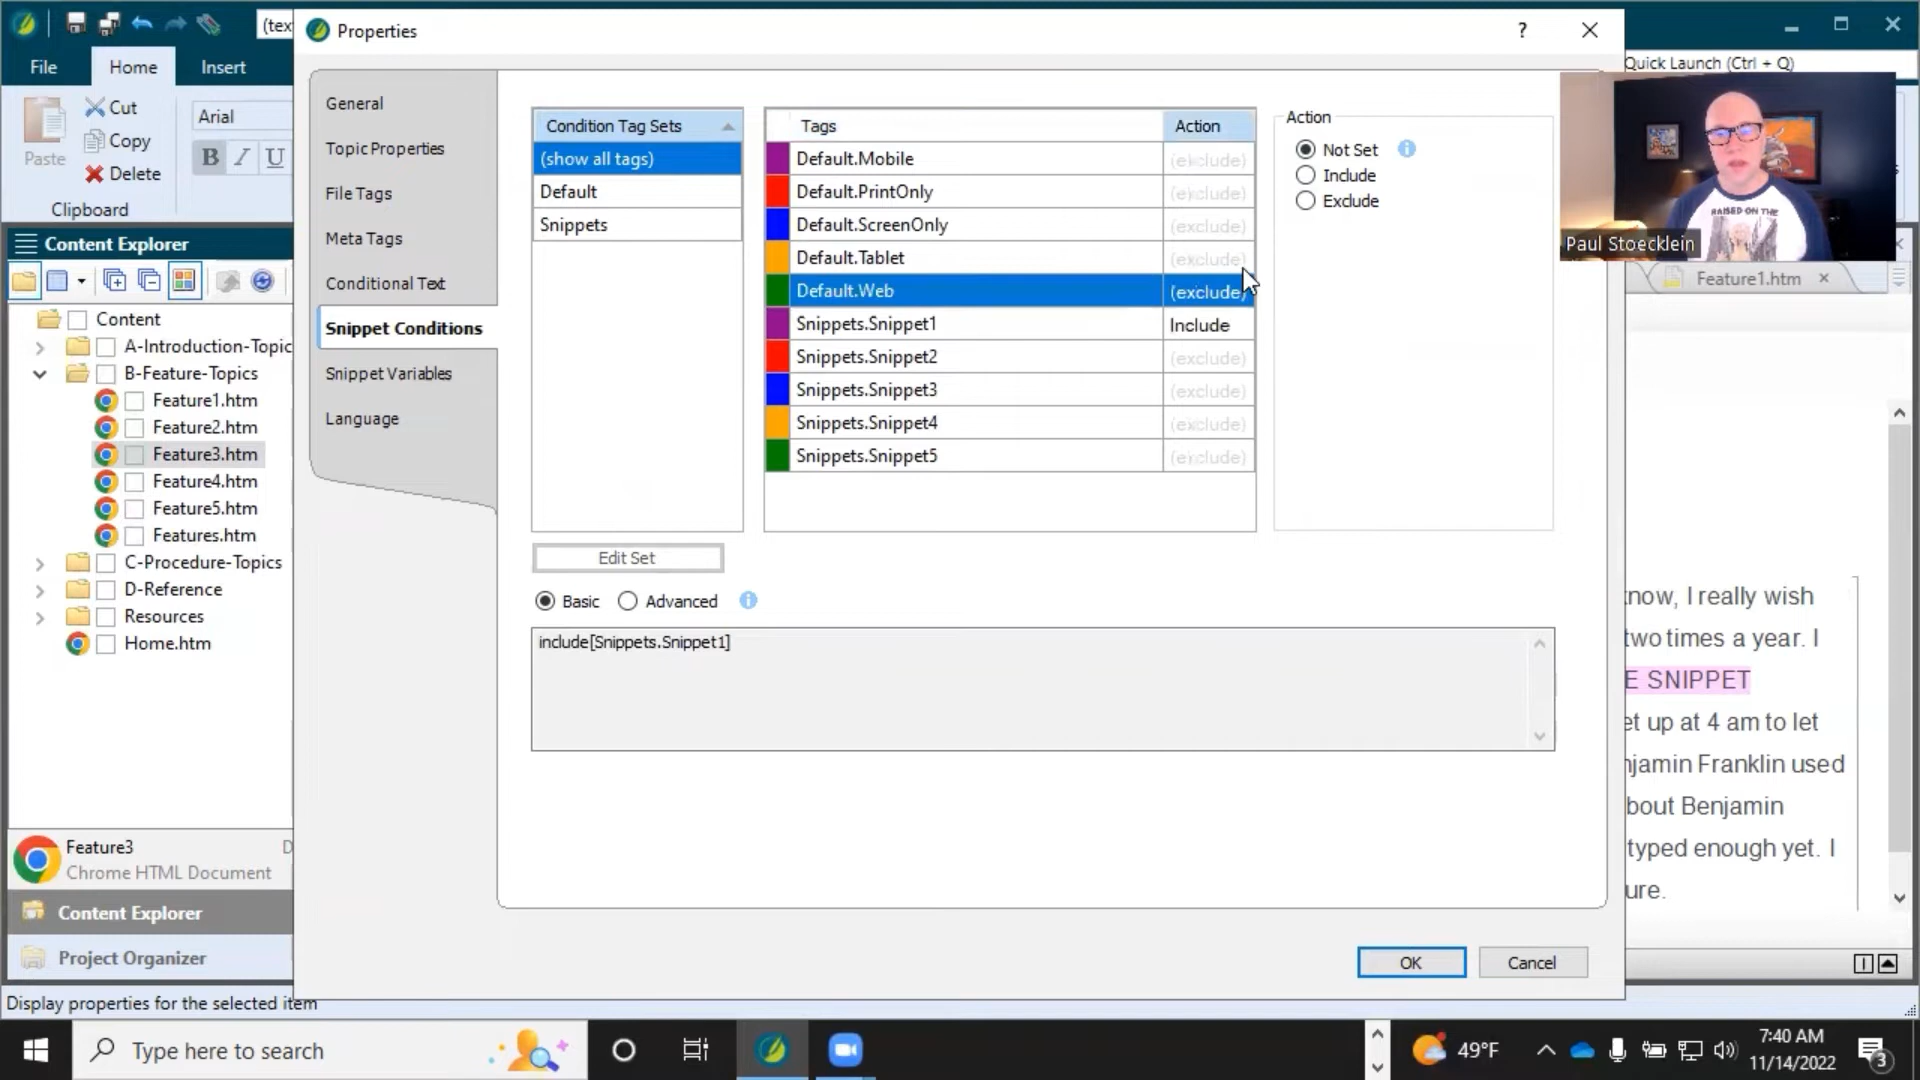 (tex
Properties
?
File
Home
Insert
Quick Launch (Ctrl + Q)
Paste
Cut
Copy
Delete
Clipboard
Arial
B I U
Content Explorer
Content
A-Introduction-Topic
B-Feature-Topics
Feature1.htm
Feature2.htm
Feature3.htm
Feature4.htm
Feature5.htm
Features.htm
C-Procedure-Topics
D-Reference
Resources
Home.htm
Feature3
D
Chrome HTML Document
Content Explorer
Project Organizer
Display properties for the selected item
General
Topic Properties
File Tags
Meta Tags
Conditional Text
Snippet Conditions
Snippet Variables
Language
Condition Tag Sets
(show all tags)
Default
Snippets
Tags Action
Default.Mobile (exclude)
Default.PrintOnly (exclude)
Default.ScreenOnly (exclude)
Default.Tablet (exclude)
Default.Web (exclude)
Snippets.Snippet1 Include
Snippets.Snippet2 (exclude)
Snippets.Snippet3 (exclude)
Snippets.Snippet4 (exclude)
Snippets.Snippet5 (exclude)
Action
Not Set
Include
Exclude
Edit Set
Basic Advanced
include[Snippets.Snippet1]
OK Cancel
RAISED ON THE
Paul Stoecklein
Feature1.htm
know, I really wish
two times a year. I
E SNIPPET
et up at 4 am to let
njamin Franklin used
bout Benjamin
typed enough yet. I
ure.
Type here to search
49°F
7:40 AM
11/14/2022
3